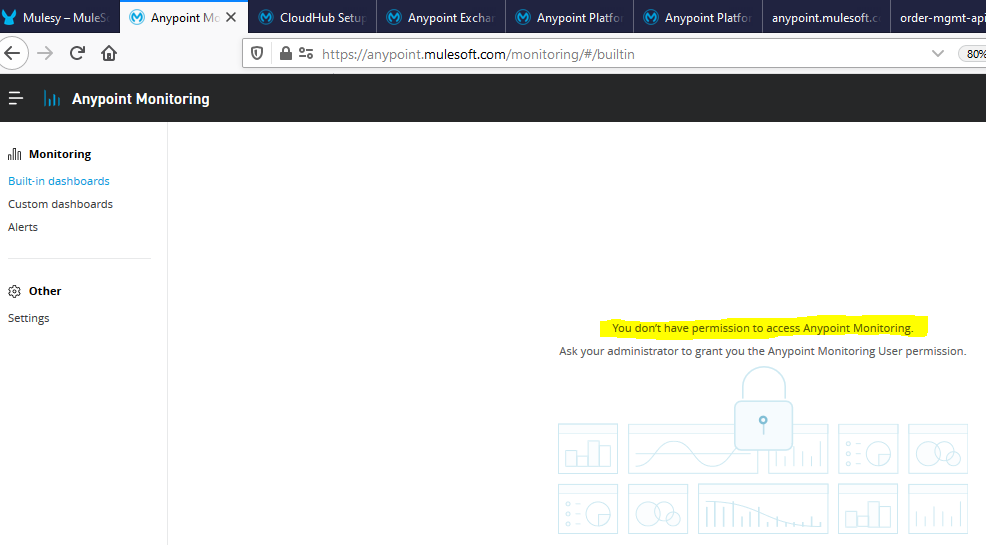 Mulesy – MuleS
Anypoint Mo
CloudHub Setup
Anypoint Exchan
Anypoint Platfor
Anypoint Platfor
anypoint.mulesoft.c
order-mgmt-api
https://anypoint.mulesoft.com/monitoring/#/builtin
80%
Anypoint Monitoring
Monitoring
Built-in dashboards
Custom dashboards
Alerts
Other
Settings
You don't have permission to access Anypoint Monitoring.
Ask your administrator to grant you the Anypoint Monitoring User permission.